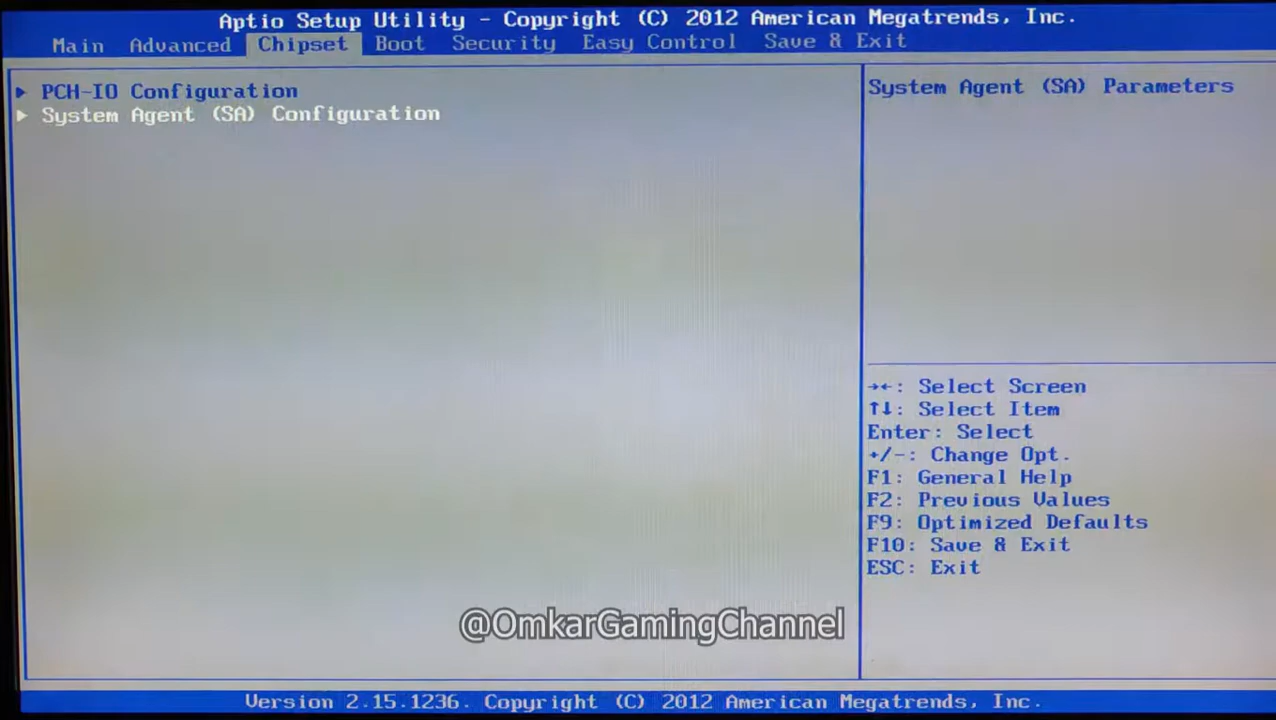 Aptio Setup Utility - Copyright (C) 2012 American Megatrends, Inc.
Main Advanced Chipset Boot Security Easy Control Save & Exit
► PCH-IO Configuration
► System Agent (SA) Configuration
System Agent (SA) Parameters
→←: Select Screen
↑↓: Select Item
Enter: Select
+/-: Change Opt.
F1: General Help
F2: Previous Values
F9: Optimized Defaults
F10: Save & Exit
ESC: Exit
@OmkarGamingChannel
Version 2.15.1236. Copyright (C) 2012 American Megatrends, Inc.